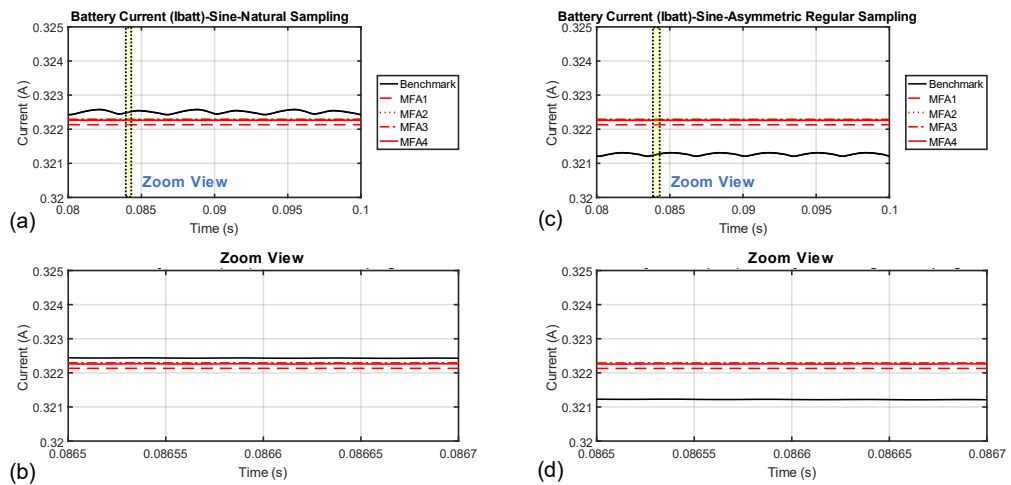 Battery Current (Ibatt)-Sine-Natural Sampling
0.325
0.324
0.323
0.322
0.321
0.32
Current (A)
Zoom View
0.08
0.085
0.09
0.095
0.1
Time (s)
(a)
Benchmark
MFA1
MFA2
MFA3
MFA4
Battery Current (Ibatt)-Sine-Asymmetric Regular Sampling
0.325
0.324
0.323
0.322
0.321
0.32
Current (A)
Zoom View
0.08
0.085
0.09
0.095
0.1
Time (s)
(c)
Benchmark
MFA1
MFA2
MFA3
MFA4
Zoom View
0.325
0.324
0.323
0.322
0.321
0.32
Current (A)
0.0865
0.08655
0.0866
0.08665
0.0867
Time (s)
(b)
Zoom View
0.325
0.324
0.323
0.322
0.321
0.32
Current (A)
0.0865
0.08655
0.0866
0.08665
0.0867
Time (s)
(d)